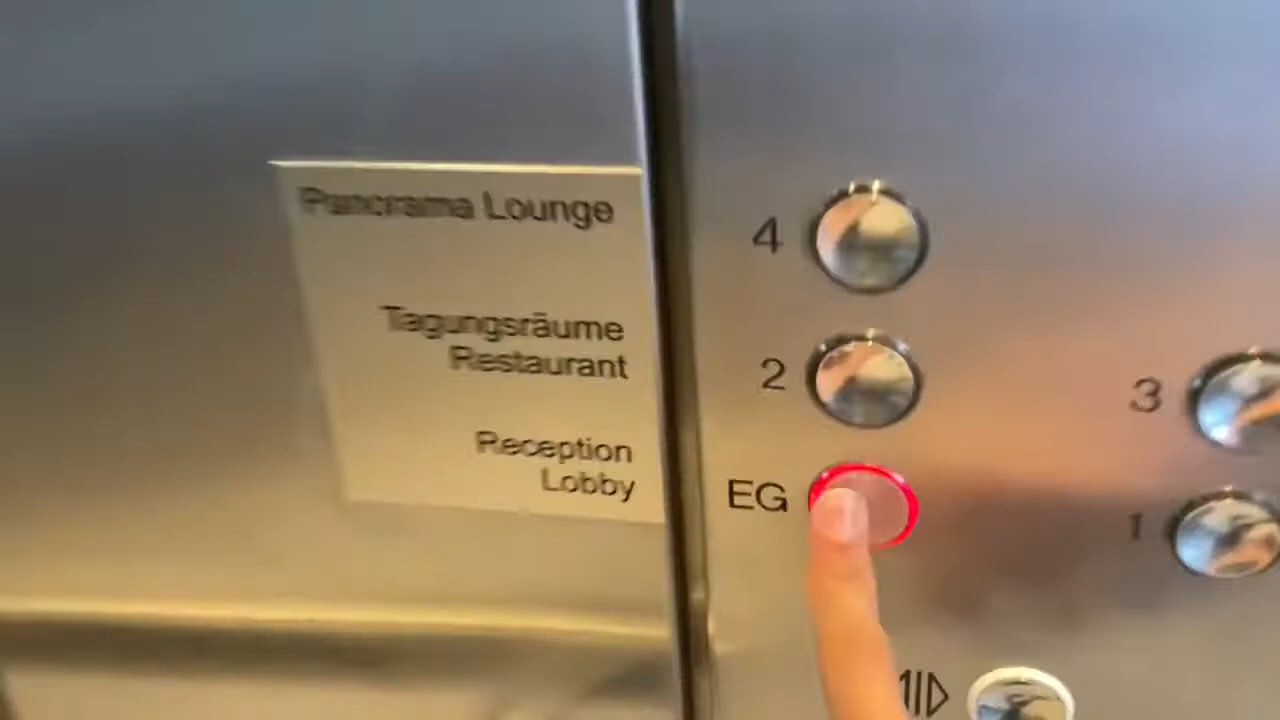 Panorama Lounge
Tagungsräume
Restaurant
Reception
Lobby
4
2
3
EG
1